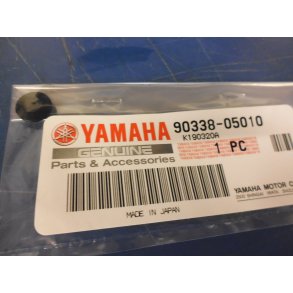 YAMAHA 90338-05010
K190320A
GENUINE
Parts & Accessories
1 PC
YAMAHA MOTOR C
MADE IN JAPAN